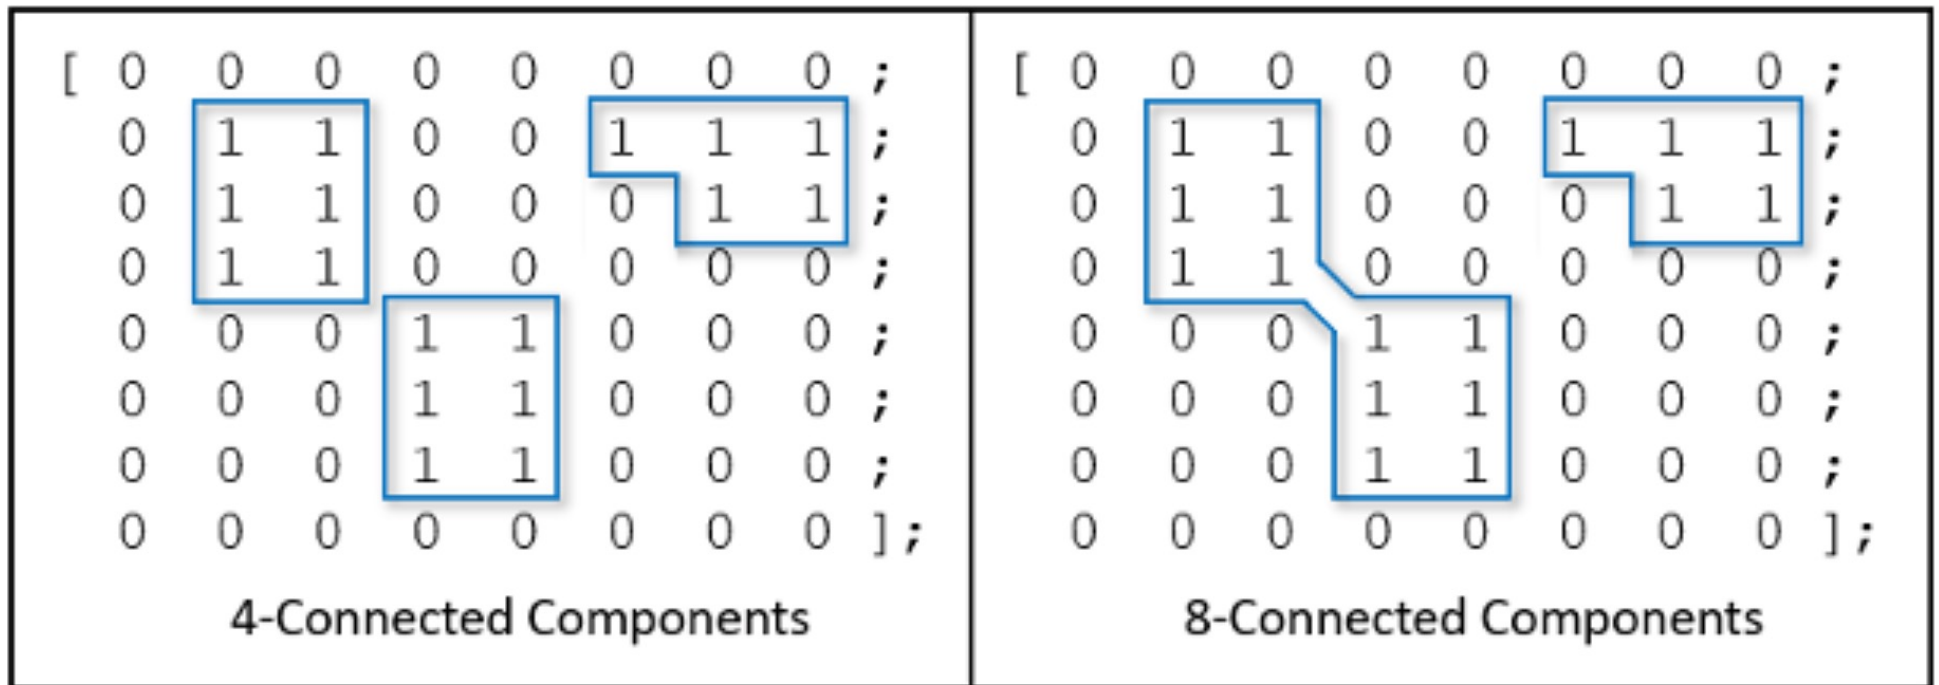 [ 0 0 0 0 0 0 0 0 ;
0 1 1 0 0 1 1 1 ;
0 1 1 0 0 0 1 1 ;
0 1 1 0 0 0 0 0 ;
0 0 0 1 1 0 0 0 ;
0 0 0 1 1 0 0 0 ;
0 0 0 1 1 0 0 0 ;
0 0 0 0 0 0 0 0 ];
4-Connected Components
[ 0 0 0 0 0 0 0 0 ;
0 1 1 0 0 1 1 1 ;
0 1 1 0 0 0 1 1 ;
0 1 1 0 0 0 0 0 ;
0 0 0 1 1 0 0 0 ;
0 0 0 1 1 0 0 0 ;
0 0 0 1 1 0 0 0 ;
0 0 0 0 0 0 0 0 ];
8-Connected Components